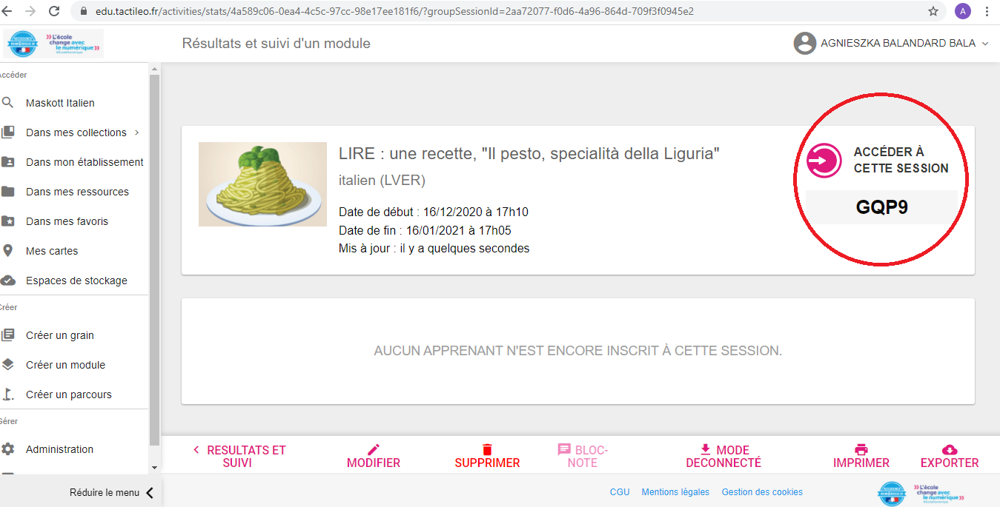 edu.tactileo.fr/activities/stats/4a589c06-0ea4-4c5c-97cc-98e17ee181f6/?groupSessionId=2aa72077-f0d6-4a96-864d-709f3f0945e2
A
L'école
change avec
le numérique
#EcoleNumerique
Résultats et suivi d'un module
AGNIESZKA BALANDARD BALA
Accéder
Maskott Italien
Dans mes collections
Dans mon établissement
Dans mes ressources
Dans mes favoris
Mes cartes
Espaces de stockage
Créer
Créer un grain
Créer un module
Créer un parcours
Gérer
Administration
Réduire le menu
LIRE : une recette, "Il pesto, specialità della Liguria"
italien (LVER)
Date de début : 16/12/2020 à 17h10
Date de fin : 16/01/2021 à 17h05
Mis à jour : il y a quelques secondes
ACCÉDER À
CETTE SESSION
GQP9
AUCUN APPRENANT N'EST ENCORE INSCRIT À CETTE SESSION.
RESULTATS ET
SUIVI
MODIFIER
SUPPRIMER
BLOC-
NOTE
MODE
DECONNECTÉ
IMPRIMER
EXPORTER
CGU
Mentions légales
Gestion des cookies
L'école
change avec
le numérique